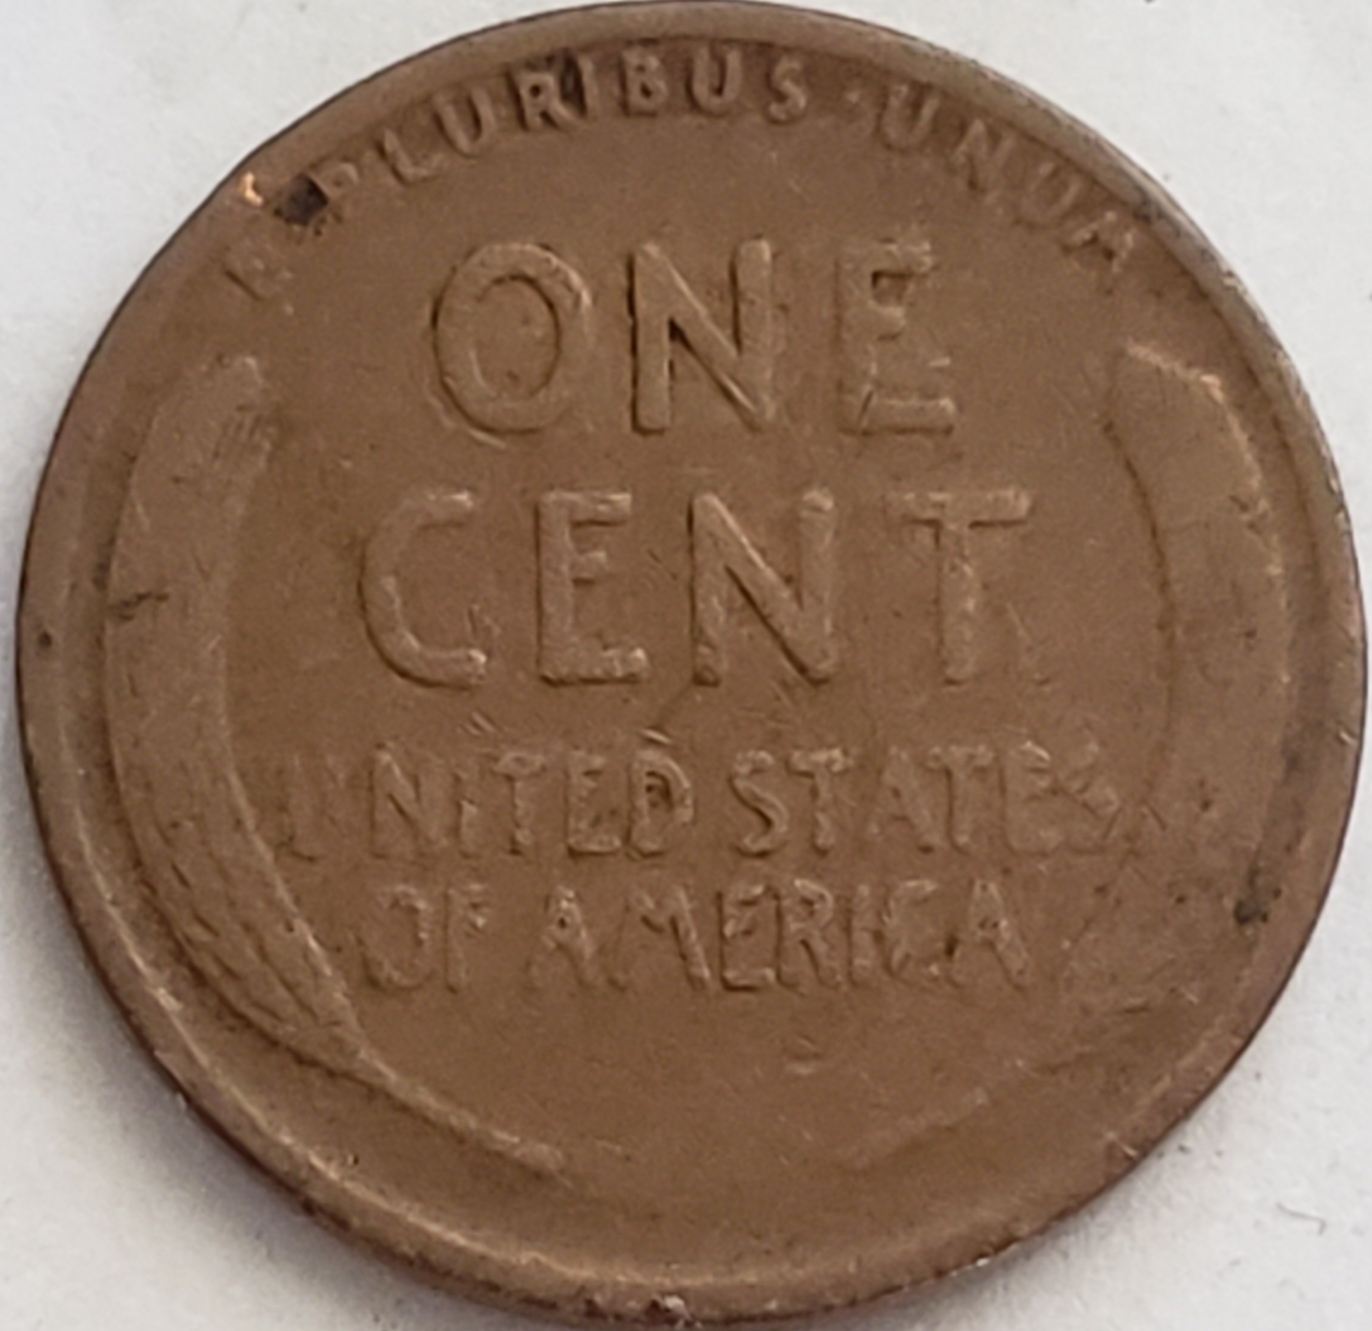 E·PLURIBUS·UNUM
ONE
CENT
UNITED STATES
OF AMERICA